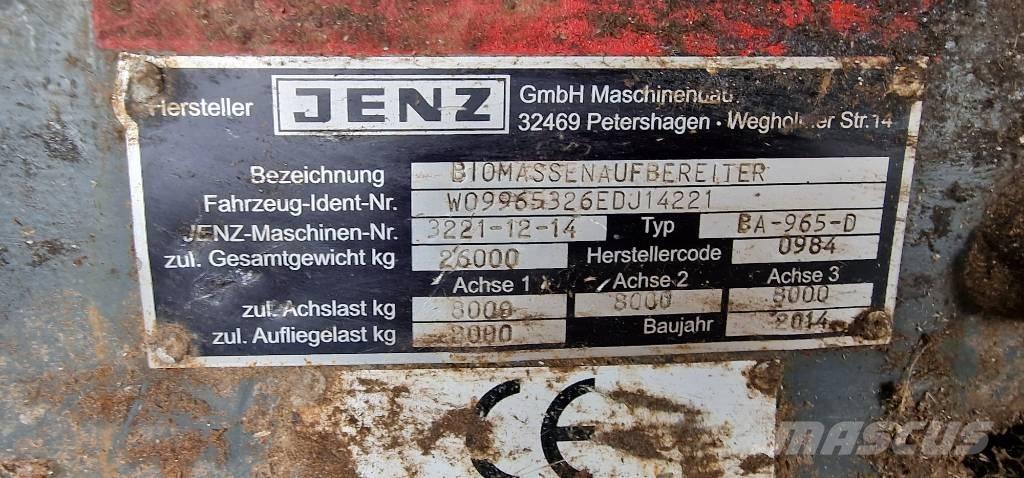 Hersteller JENZ GmbH Maschinenbau
32469 Petershagen · Wegholmer Str.14
Bezeichnung BIOMASSENAUFBEREITER
Fahrzeug-Ident-Nr. W09965326EDJ14221
JENZ-Maschinen-Nr. 3221-12-14 Typ BA-965-D
zul. Gesamtgewicht kg 26000 Herstellercode 0984
Achse 1 Achse 2 Achse 3
zul. Achslast kg 8000 8000 8000
zul. Aufliegelast kg Baujahr 2014
CE
MASCUS